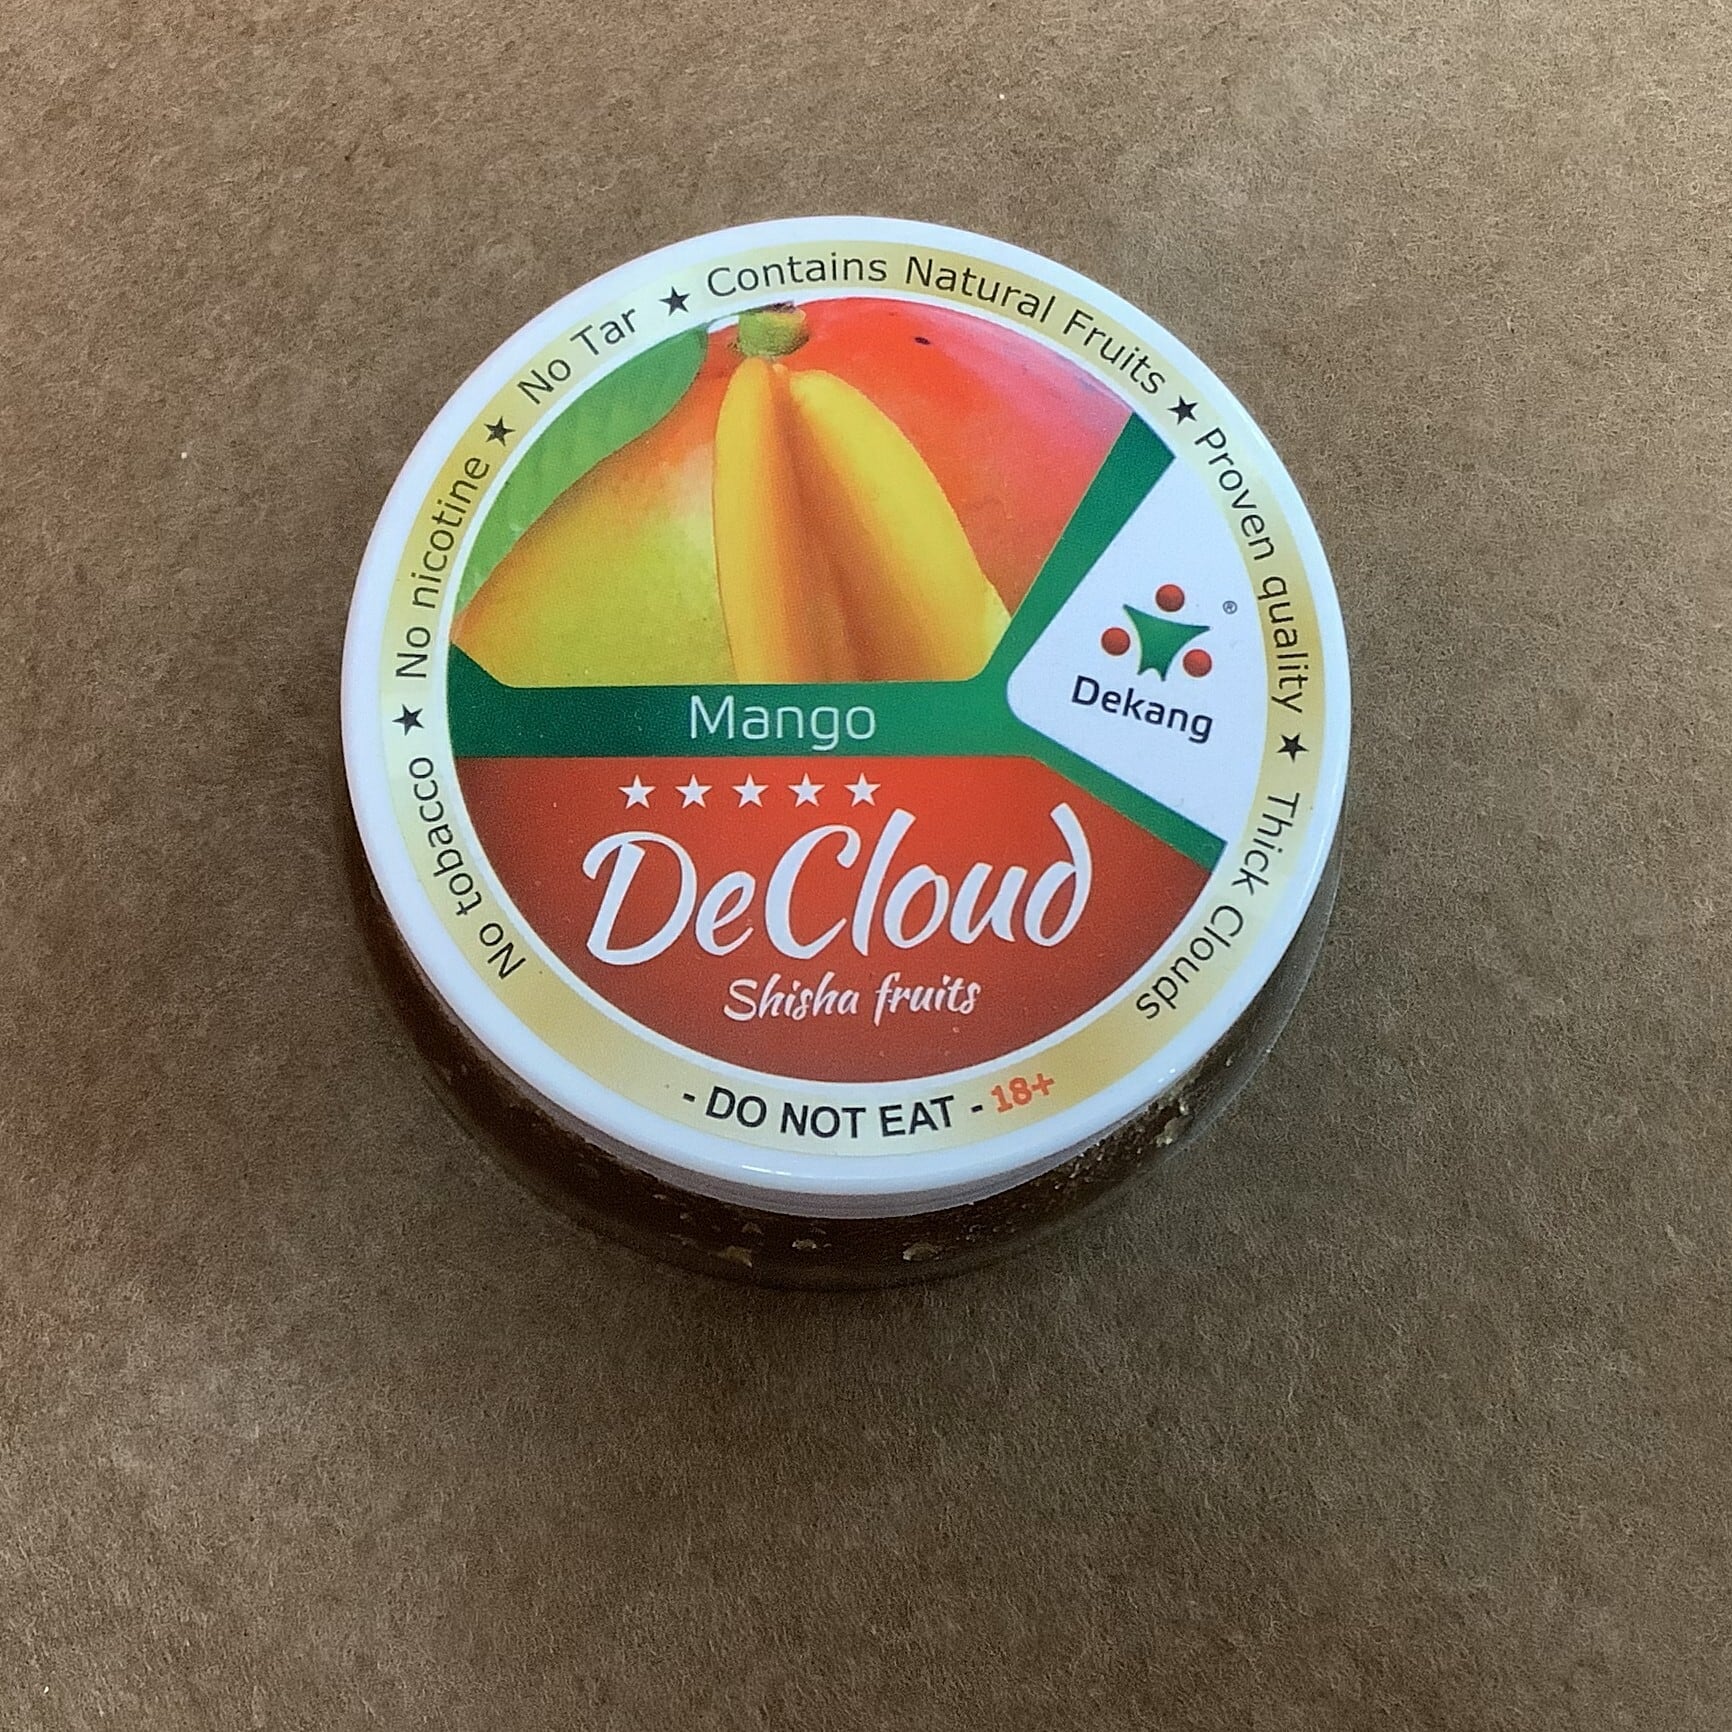 No tobacco ★ No nicotine ★ No Tar ★ Contains Natural Fruits ★ Proven quality ★ Thick Clouds
Mango
Dekang®
DeCloud
Shisha fruits
- DO NOT EAT - 18+